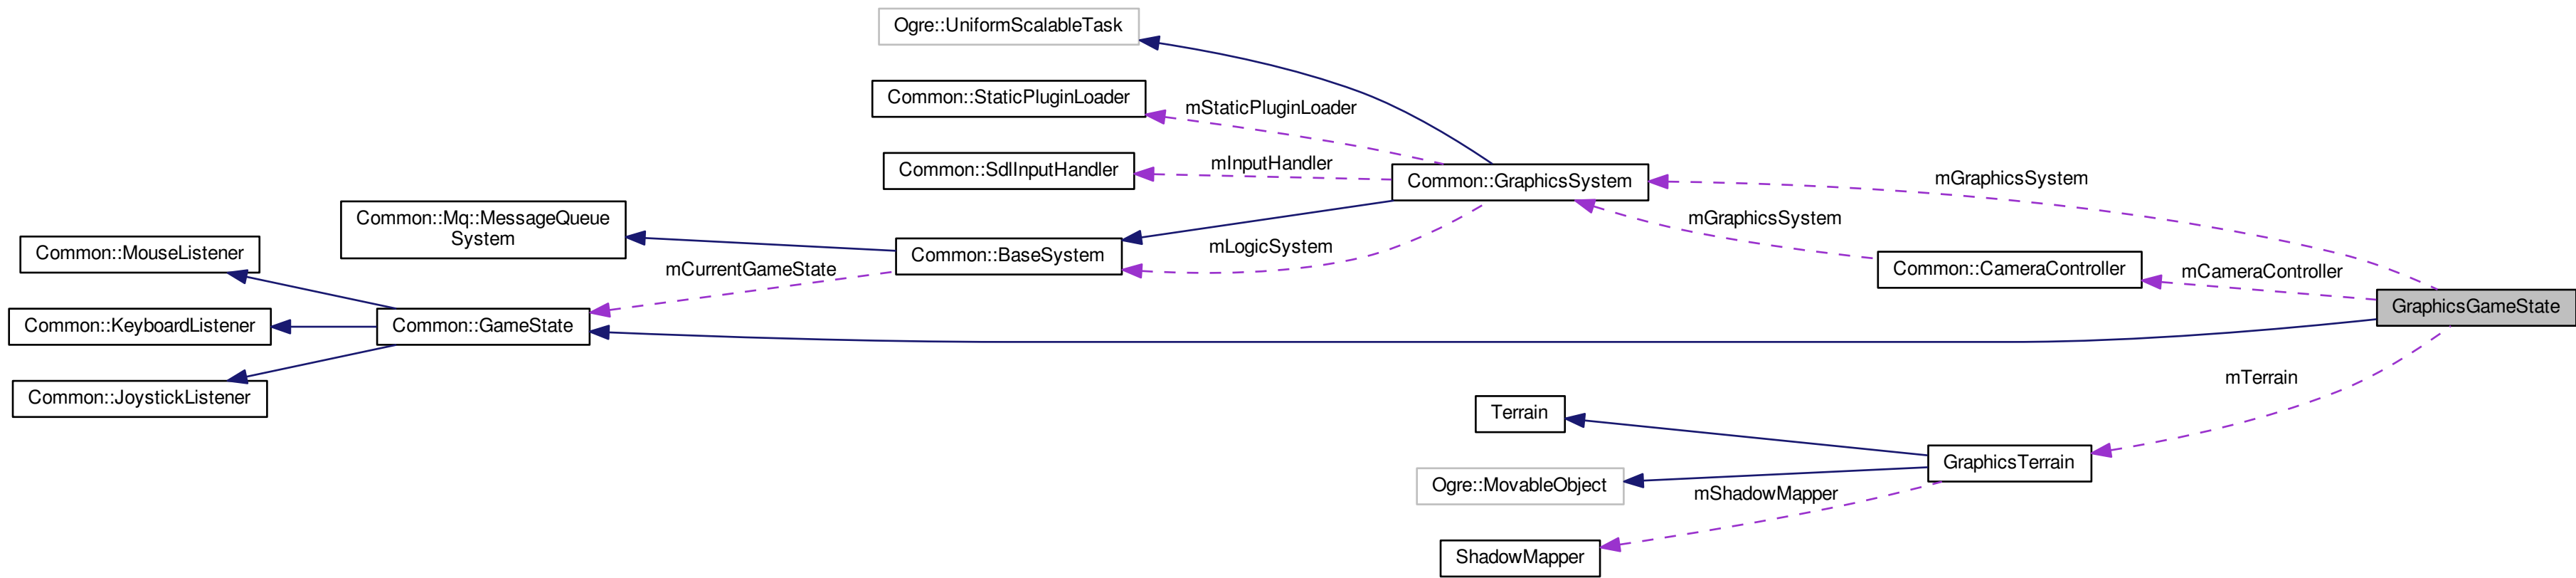 Ogre::UniformScalableTask
Common::StaticPluginLoader
mStaticPluginLoader
Common::SdlInputHandler
mInputHandler
Common::GraphicsSystem
mGraphicsSystem
Common::Mq::MessageQueue
System
mGraphicsSystem
Common::MouseListener
Common::BaseSystem
mLogicSystem
mCurrentGameState
Common::CameraController
mCameraController
GraphicsGameState
Common::KeyboardListener
Common::GameState
Common::JoystickListener
mTerrain
Terrain
GraphicsTerrain
Ogre::MovableObject
mShadowMapper
ShadowMapper